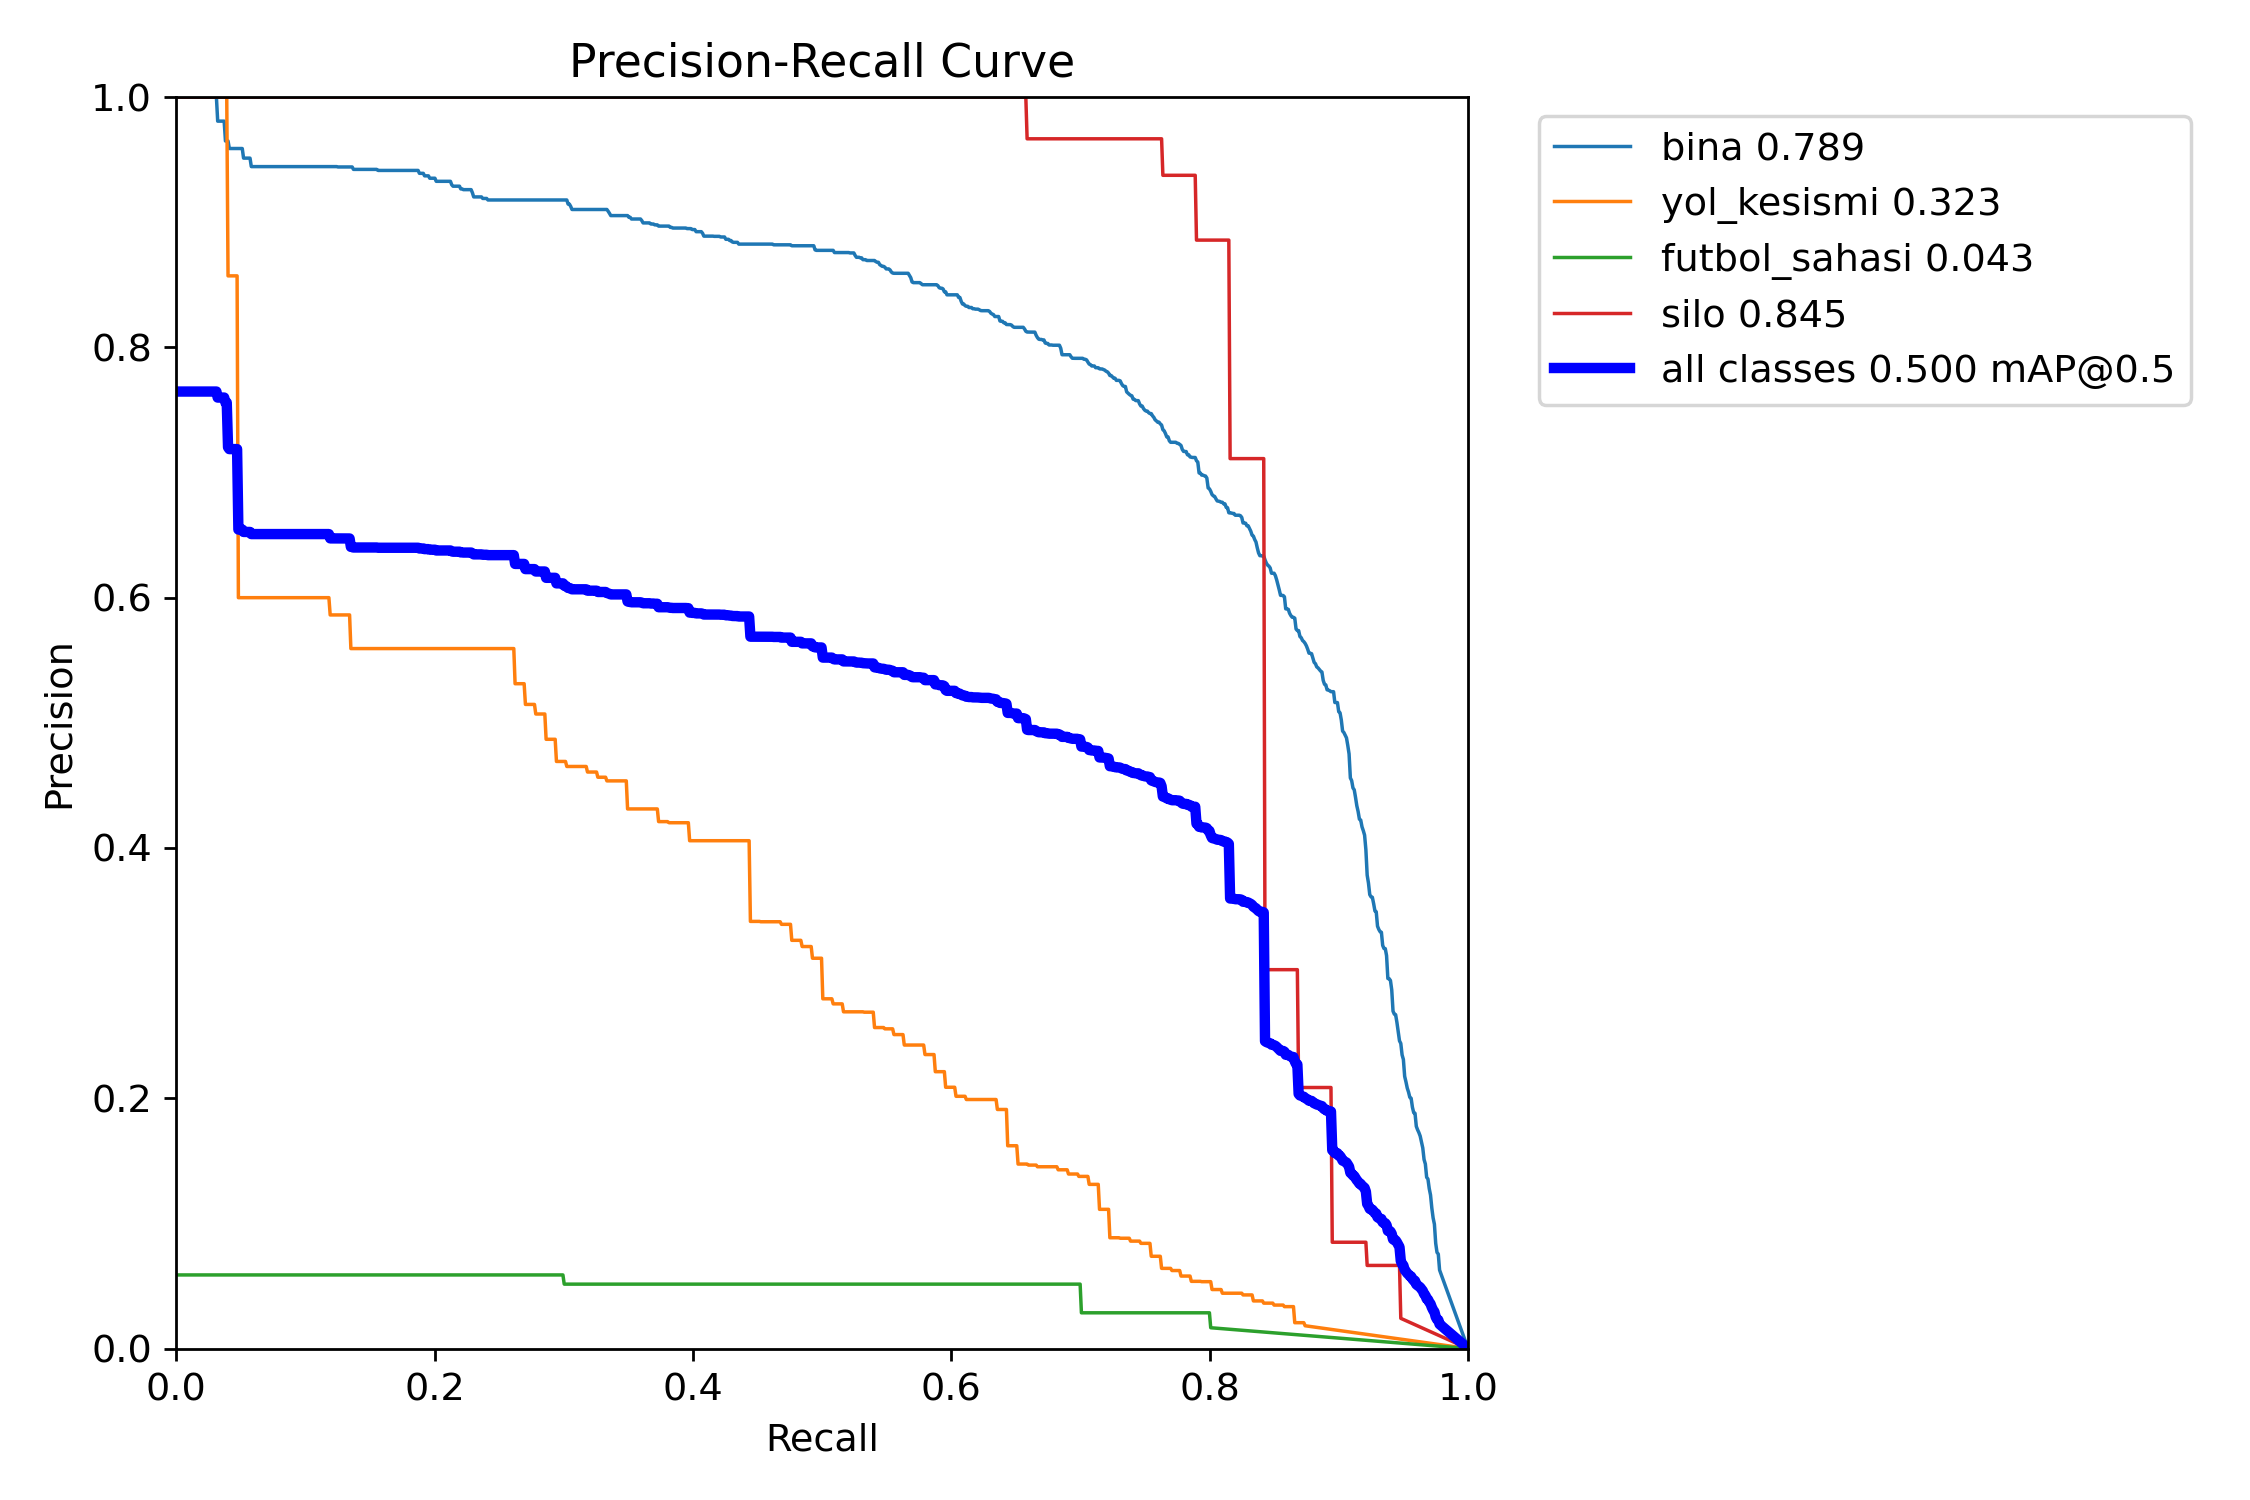 Precision-Recall Curve
1.0
0.8
0.6
0.4
0.2
0.0
Precision
0.0 0.2 0.4 0.6 0.8 1.0
Recall
bina 0.789
yol_kesismi 0.323
futbol_sahasi 0.043
silo 0.845
all classes 0.500 mAP@0.5